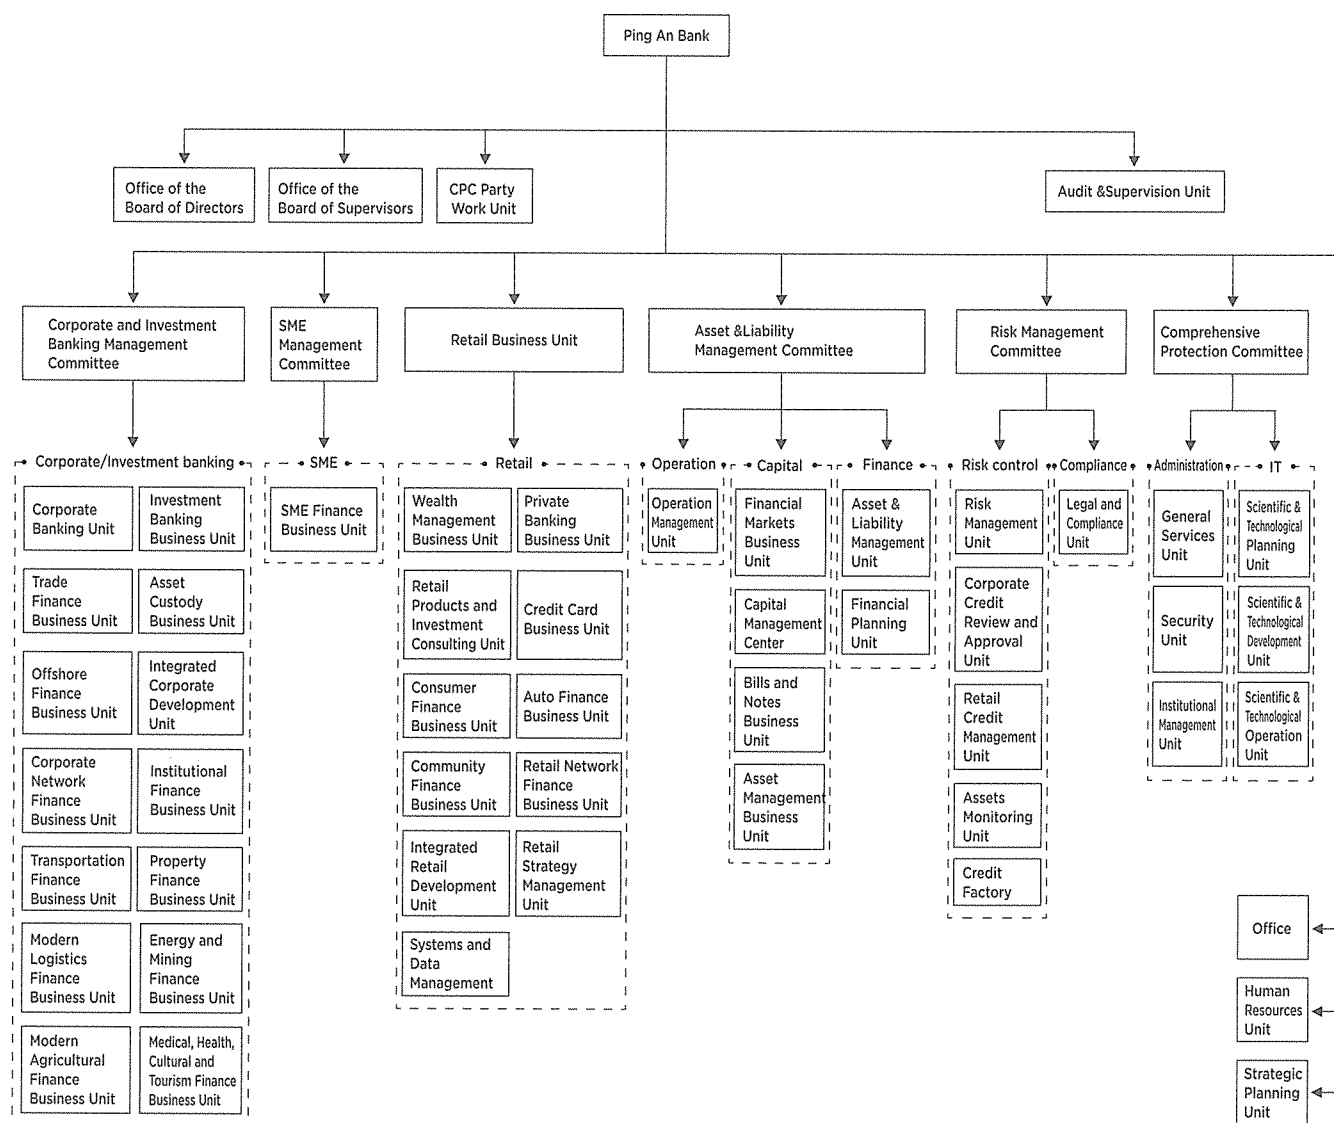 Ping An Bank
Office of the
Board of Directors
Office of the
Board of Supervisors
CPC Party
Work Unit
Audit &Supervision Unit
Corporate and Investment
Banking Management
Committee
SME
Management
Committee
Retail Business Unit
Asset &Liability
Management Committee
Risk Management
Committee
Comprehensive
Protection Committee
Corporate/Investment banking
Corporate
Banking Unit
Investment
Banking
Business Unit
Trade
Finance
Business Unit
Asset
Custody
Business Unit
Offshore
Finance
Business Unit
Integrated
Corporate
Development
Unit
Corporate
Network
Finance
Business Unit
Institutional
Finance
Business Unit
Transportation
Finance
Business Unit
Property
Finance
Business Unit
Modern
Logistics
Finance
Business Unit
Energy and
Mining
Finance
Business Unit
Modern
Agricultural
Finance
Business Unit
Medical, Health,
Cultural and
Tourism Finance
Business Unit
SME
SME Finance
Business Unit
Retail
Wealth
Management
Business Unit
Private
Banking
Business Unit
Retail
Products and
Investment
Consulting Unit
Credit Card
Business Unit
Consumer
Finance
Business Unit
Auto Finance
Business Unit
Community
Finance
Business Unit
Retail Network
Finance
Business Unit
Integrated
Retail
Development
Unit
Retail
Strategy
Management
Unit
Systems and
Data
Management
Operation
Operation
Management
Unit
Capital
Financial
Markets
Business
Unit
Capital
Management
Center
Bills and
Notes
Business
Unit
Asset
Management
Business
Unit
Finance
Asset &
Liability
Management
Unit
Financial
Planning
Unit
Risk control
Risk
Management
Unit
Corporate
Credit
Review and
Approval
Unit
Retail
Credit
Management
Unit
Assets
Monitoring
Unit
Credit
Factory
Compliance
Legal and
Compliance
Unit
Administration
General
Services
Unit
Security
Unit
Institutional
Management
Unit
IT
Scientific &
Technological
Planning
Unit
Scientific &
Technological
Development
Unit
Scientific &
Technological
Operation
Unit
Office
Human
Resources
Unit
Strategic
Planning
Unit